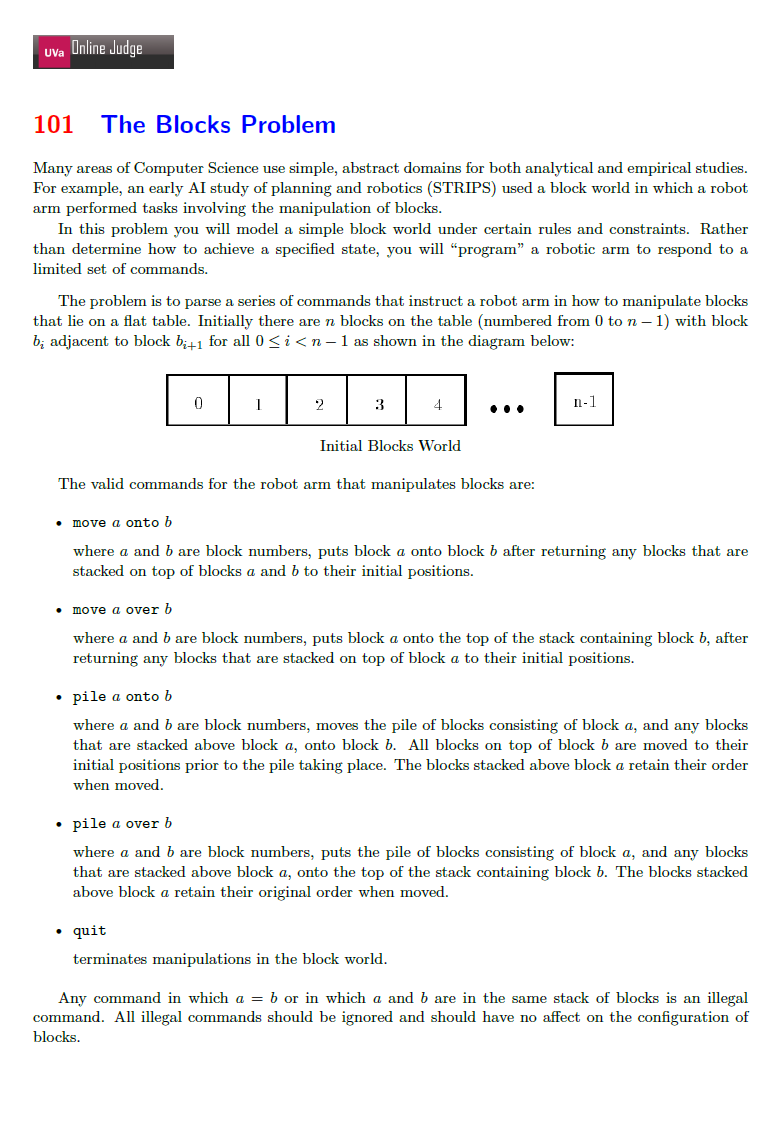 UVa Online Judge
101 The Blocks Problem
Many areas of Computer Science use simple, abstract domains for both analytical and empirical studies.
For example, an early AI study of planning and robotics (STRIPS) used a block world in which a robot
arm performed tasks involving the manipulation of blocks.
In this problem you will model a simple block world under certain rules and constraints. Rather
than determine how to achieve a specified state, you will “program” a robotic arm to respond to a
limited set of commands.
The problem is to parse a series of commands that instruct a robot arm in how to manipulate blocks
that lie on a flat table. Initially there are n blocks on the table (numbered from 0 to n − 1) with block
bᵢ adjacent to block bᵢ₊₁ for all 0 ≤ i < n − 1 as shown in the diagram below:
0 1 2 3 4 ••• n-1
Initial Blocks World
The valid commands for the robot arm that manipulates blocks are:
• move a onto b
where a and b are block numbers, puts block a onto block b after returning any blocks that are
stacked on top of blocks a and b to their initial positions.
• move a over b
where a and b are block numbers, puts block a onto the top of the stack containing block b, after
returning any blocks that are stacked on top of block a to their initial positions.
• pile a onto b
where a and b are block numbers, moves the pile of blocks consisting of block a, and any blocks
that are stacked above block a, onto block b. All blocks on top of block b are moved to their
initial positions prior to the pile taking place. The blocks stacked above block a retain their order
when moved.
• pile a over b
where a and b are block numbers, puts the pile of blocks consisting of block a, and any blocks
that are stacked above block a, onto the top of the stack containing block b. The blocks stacked
above block a retain their original order when moved.
• quit
terminates manipulations in the block world.
Any command in which a = b or in which a and b are in the same stack of blocks is an illegal
command. All illegal commands should be ignored and should have no affect on the configuration of
blocks.